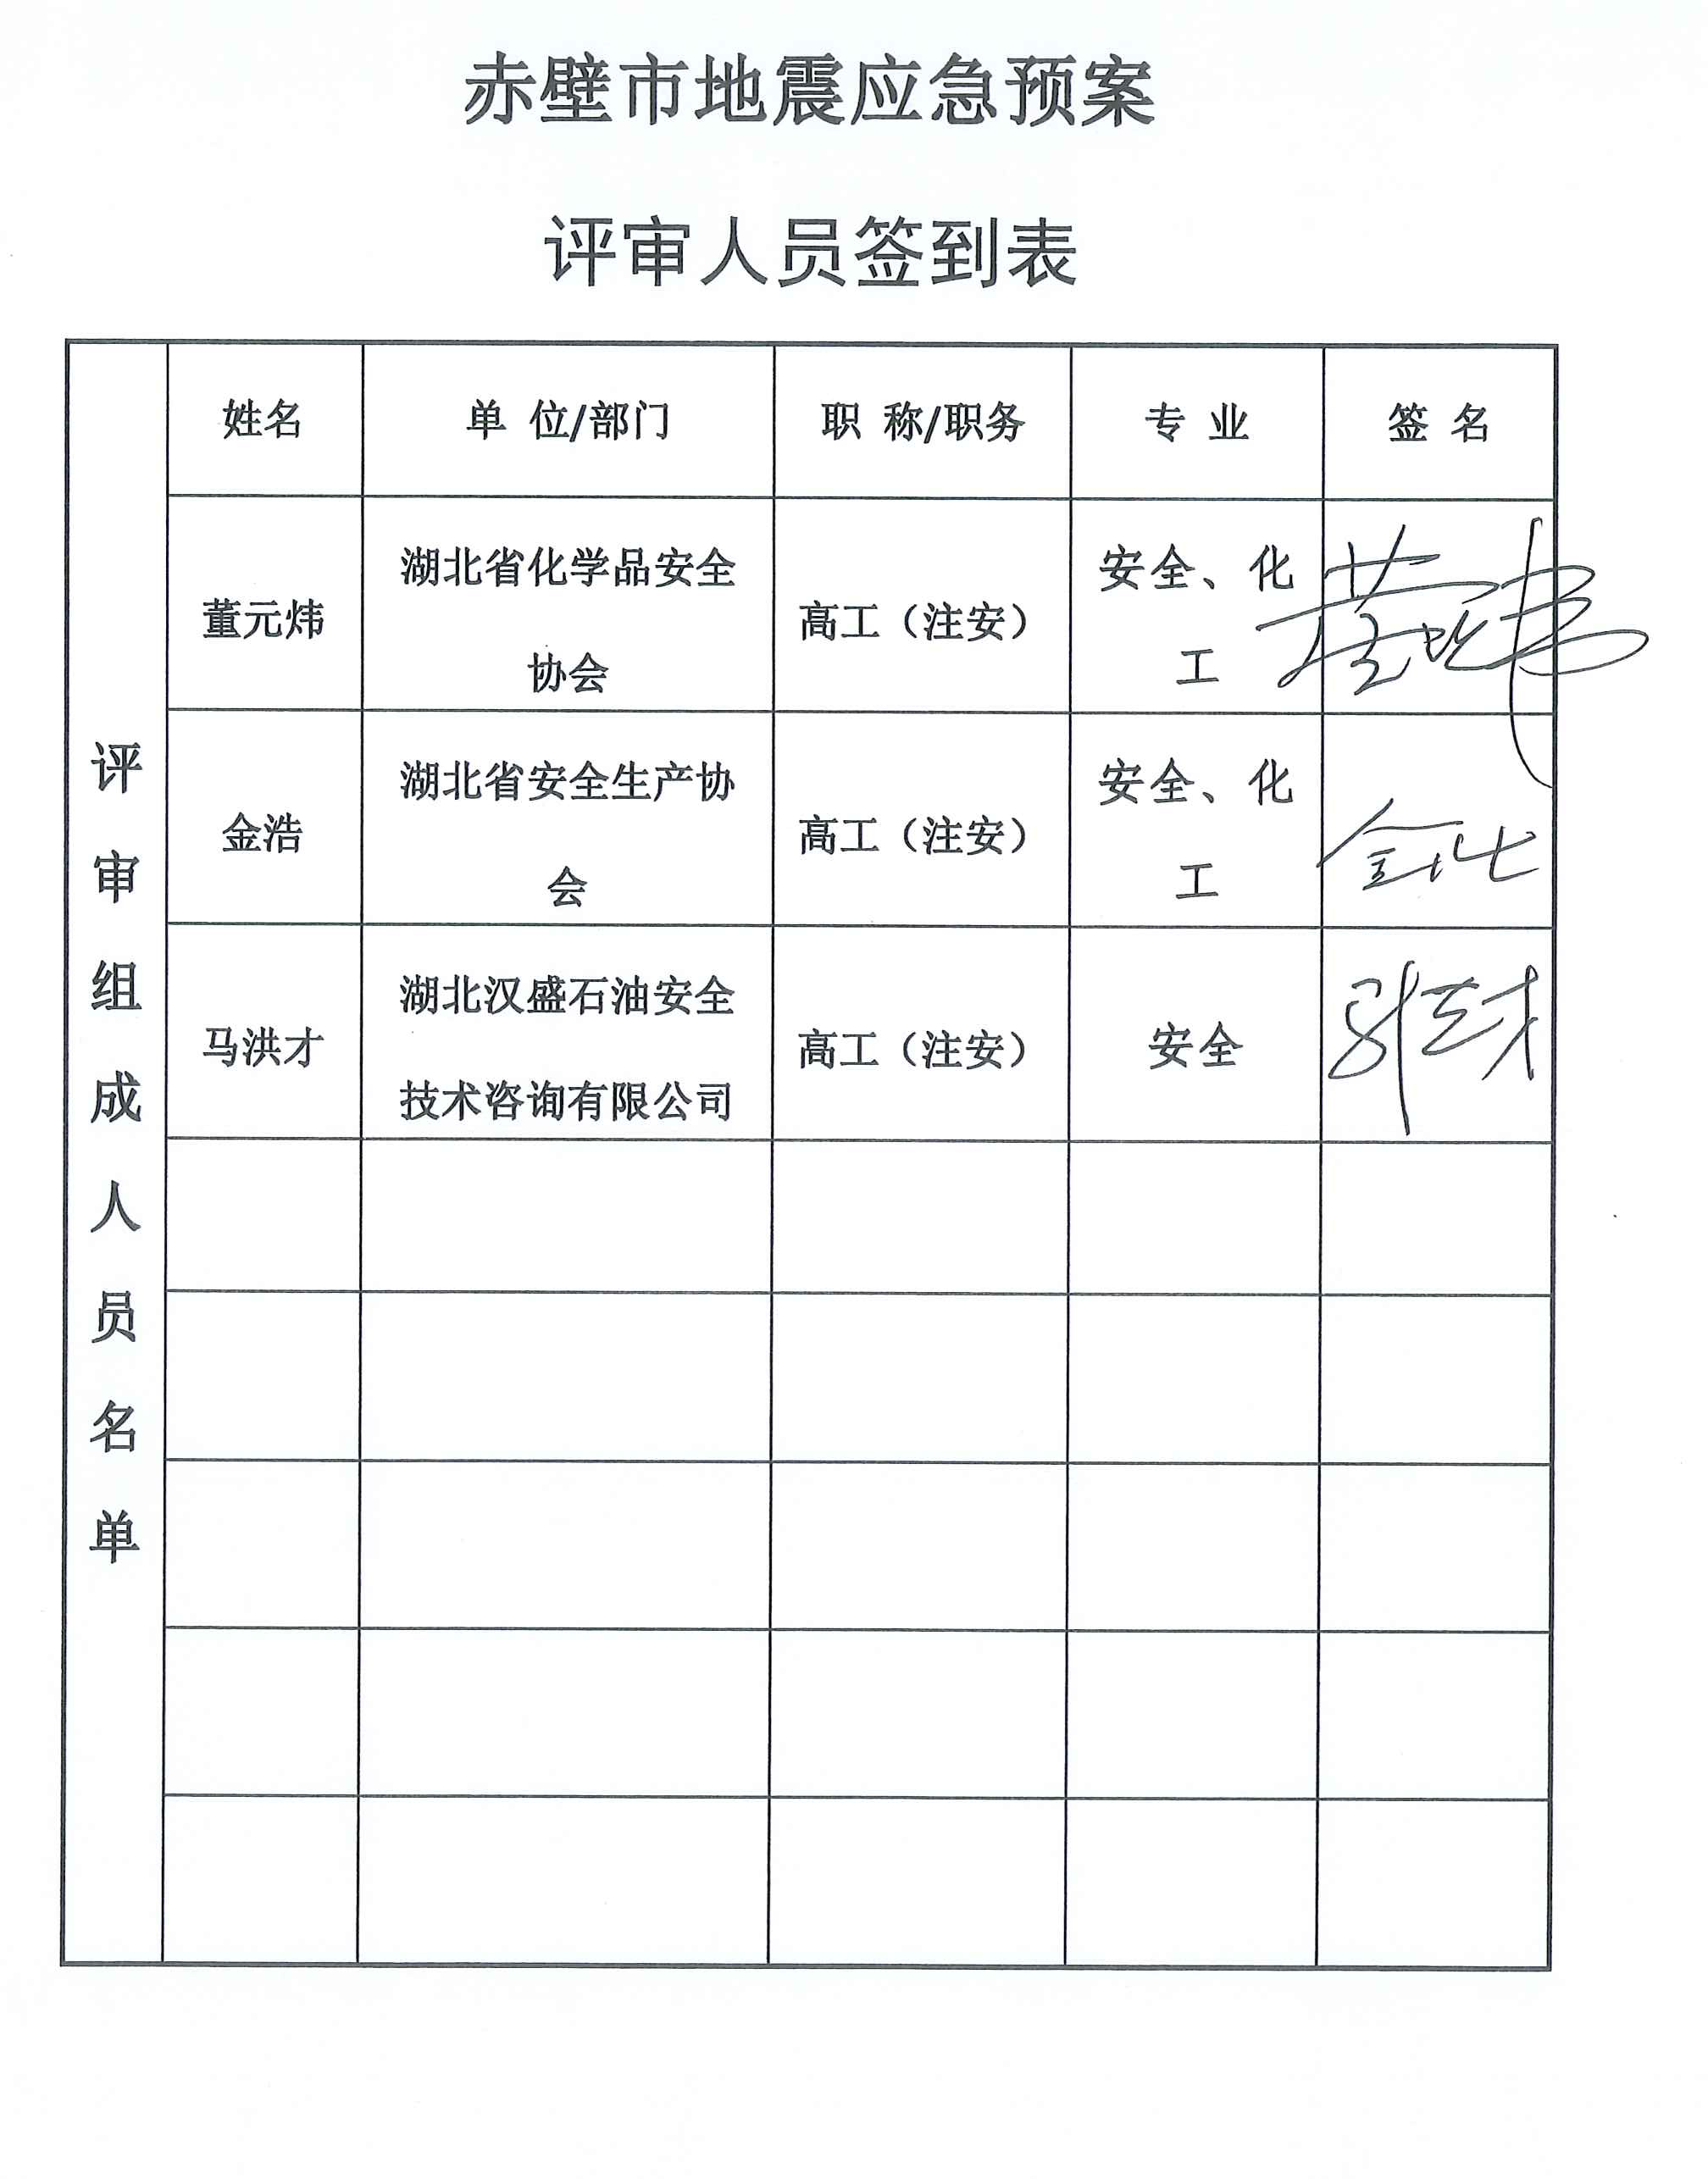 赤壁市地震应急预案
评审人员签到表
评审组成人员名单
姓名
单 位/部门
职 称/职务
专 业
签 名
董元炜
湖北省化学品安全
协会
高工（注安）
安全、化
工
董元炜
金浩
湖北省安全生产协
会
高工（注安）
安全、化
工
马洪才
湖北汉盛石油安全
技术咨询有限公司
高工（注安）
安全